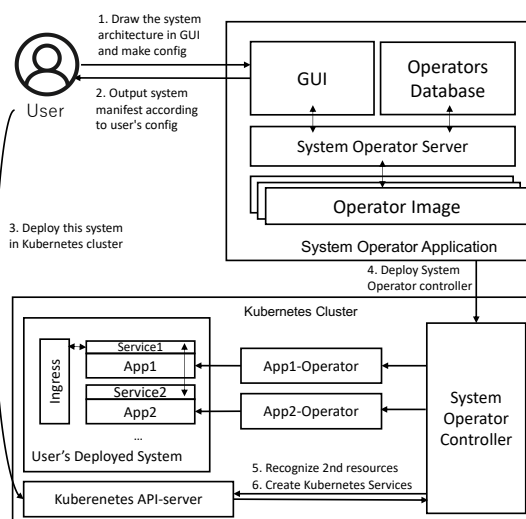 1. Draw the system
architecture in GUI
and make config
2. Output system
manifest according
to user's config
User
GUI
Operators
Database
System Operator Server
Operator Image
System Operator Application
3. Deploy this system
in Kubernetes cluster
4. Deploy System
Operator controller
Kubernetes Cluster
Ingress
Service1
App1
Service2
App2
...
User's Deployed System
App1-Operator
App2-Operator
System
Operator
Controller
5. Recognize 2nd resources
6. Create Kubernetes Services
Kuberenetes API-server